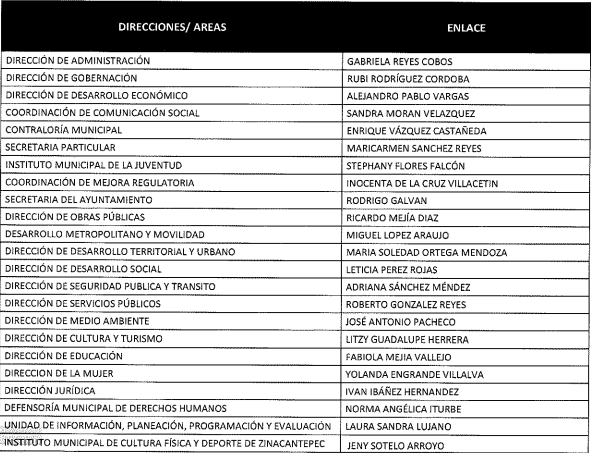 DIRECCIONES/ AREAS ENLACE
DIRECCIÓN DE ADMINISTRACIÓN GABRIELA REYES COBOS
DIRECCIÓN DE GOBERNACIÓN RUBI RODRÍGUEZ CORDOBA
DIRECCIÓN DE DESARROLLO ECONÓMICO ALEJANDRO PABLO VARGAS
COORDINACIÓN DE COMUNICACIÓN SOCIAL SANDRA MORAN VELAZQUEZ
CONTRALORÍA MUNICIPAL ENRIQUE VÁZQUEZ CASTAÑEDA
SECRETARIA PARTICULAR MARICARMEN SANCHEZ REYES
INSTITUTO MUNICIPAL DE LA JUVENTUD STEPHANY FLORES FALCÓN
COORDINACIÓN DE MEJORA REGULATORIA INOCENTA DE LA CRUZ VILLACETIN
SECRETARIA DEL AYUNTAMIENTO RODRIGO GALVAN
DIRECCIÓN DE OBRAS PÚBLICAS RICARDO MEJÍA DIAZ
DESARROLLO METROPOLITANO Y MOVILIDAD MIGUEL LOPEZ ARAUJO
DIRECCIÓN DE DESARROLLO TERRITORIAL Y URBANO MARIA SOLEDAD ORTEGA MENDOZA
DIRECCIÓN DE DESARROLLO SOCIAL LETICIA PEREZ ROJAS
DIRECCIÓN DE SEGURIDAD PUBLICA Y TRANSITO ADRIANA SÁNCHEZ MÉNDEZ
DIRECCIÓN DE SERVICIOS PÚBLICOS ROBERTO GONZALEZ REYES
DIRECCIÓN DE MEDIO AMBIENTE JOSÉ ANTONIO PACHECO
DIRECCIÓN DE CULTURA Y TURISMO LITZY GUADALUPE HERRERA
DIRECCIÓN DE EDUCACIÓN FABIOLA MEJIA VALLEJO
DIRECCION DE LA MUJER YOLANDA ENGRANDE VILLALVA
DIRECCIÓN JURÍDICA IVAN IBÁÑEZ HERNANDEZ
DEFENSORÍA MUNICIPAL DE DERECHOS HUMANOS NORMA ANGÉLICA ITURBE
UNIDAD DE INFORMACIÓN, PLANEACIÓN, PROGRAMACIÓN Y EVALUACIÓN LAURA SANDRA LUJANO
INSTITUTO MUNICIPAL DE CULTURA FÍSICA Y DEPORTE DE ZINACANTEPEC JENY SOTELO ARROYO